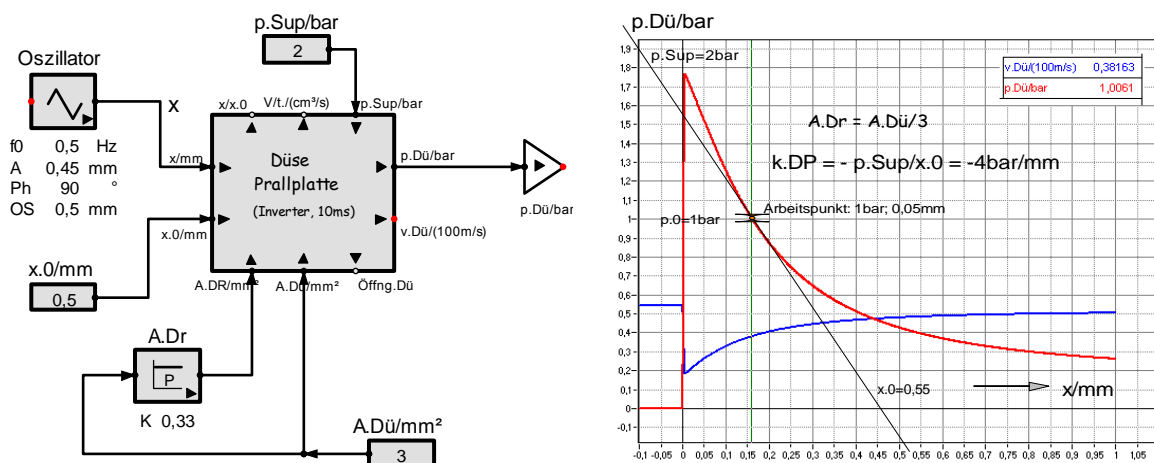 p.Sup/bar
2
Oszillator
x
x/x.0
V/t./(cm³/s)
p.Sup/bar
f0 0,5 Hz
A 0,45 mm
Ph 90 °
OS 0,5 mm
x/mm
Düse
Prallplatte
(Inverter, 10ms)
p.Dü/bar
p.Dü/bar
x.0/mm
v.Dü/(100m/s)
x.0/mm
0,5
A.DR/mm²
A.Dü/mm²
Öffng.Dü
A.Dr
P
K 0,33
A.Dü/mm²
3
p.Dü/bar
1,9
p.Sup=2bar
v.Dü/(100m/s) 0,38163
1,8
p.Dü/bar 1,0061
1,7
1,6
1,5
A.Dr = A.Dü/3
1,4
1,3
k.DP = - p.Sup/x.0 = -4bar/mm
1,2
1,1
Arbeitspunkt: 1bar; 0,05mm
1
p.0=1bar
0,9
0,8
0,7
0,6
0,5
0,4
0,3
0,2
0,1
x.0=0,55
x/mm
0
-0,1
-0,1 -0,05 0 0,05 0,1 0,15 0,2 0,25 0,3 0,35 0,4 0,45 0,5 0,55 0,6 0,65 0,7 0,75 0,8 0,85 0,9 0,95 1 1,05